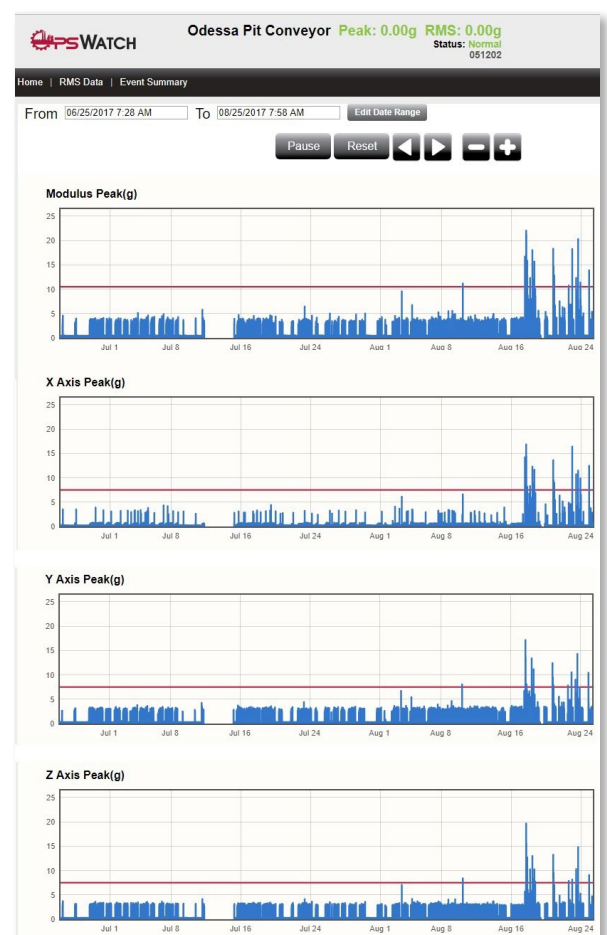 PSWATCH
Odessa Pit Conveyor Peak: 0.00g RMS: 0.00g
Status: Normal
051202
Home | RMS Data | Event Summary
From 06/25/2017 7:28 AM To 08/25/2017 7:58 AM Edit Date Range
Pause Reset
Modulus Peak(g)
25
20
15
10
5
0
Jul 1 Jul 8 Jul 16 Jul 24 Aug 1 Aug 8 Aug 16 Aug 24
X Axis Peak(g)
25
20
15
10
5
0
Jul 1 Jul 8 Jul 16 Jul 24 Aug 1 Aug 8 Aug 16 Aug 24
Y Axis Peak(g)
25
20
15
10
5
0
Jul 1 Jul 8 Jul 16 Jul 24 Aug 1 Aug 8 Aug 16 Aug 24
Z Axis Peak(g)
25
20
15
10
5
0
Jul 1 Jul 8 Jul 16 Jul 24 Aug 1 Aug 8 Aug 16 Aug 24